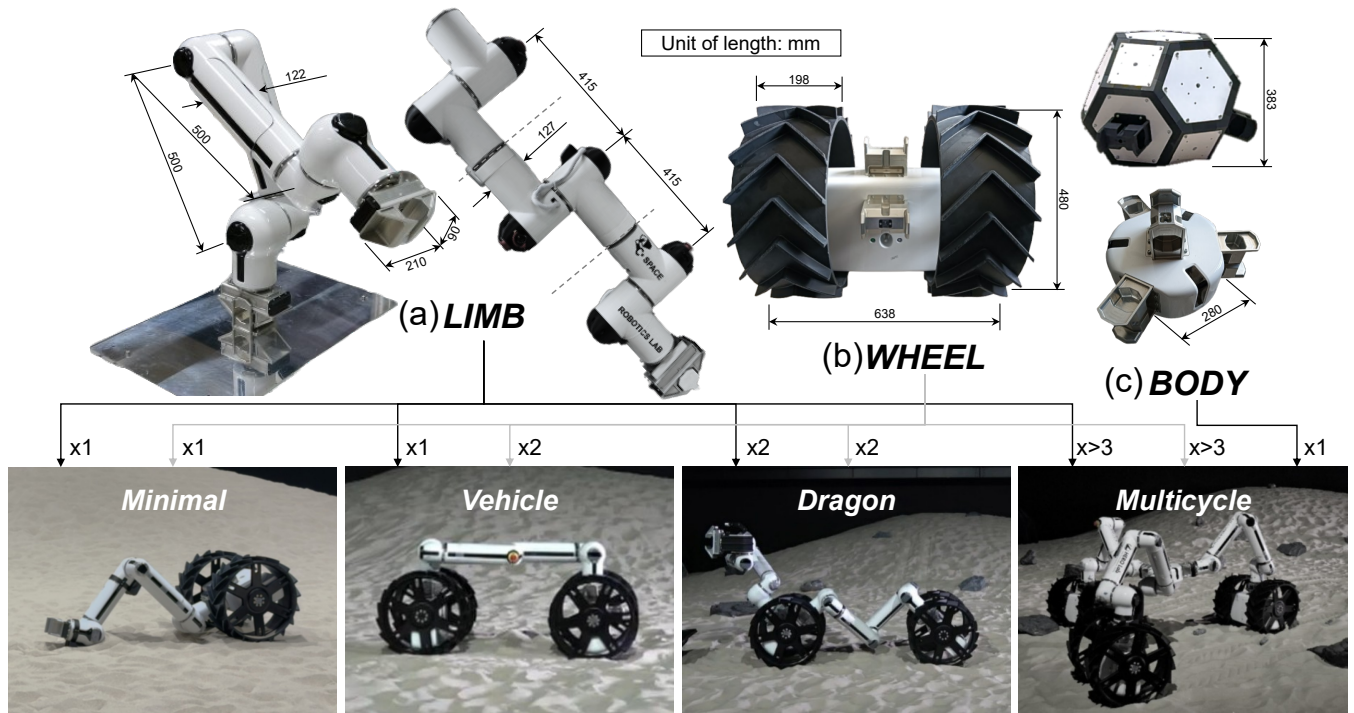 Unit of length: mm
122
500
500
90
210
415
127
415
SPACE
ROBOTICS LAB
198
480
638
383
280
(a) LIMB
(b) WHEEL
(c) BODY
x1
x1
x1
x2
x2
x2
x>3
x>3
x1
Minimal
Vehicle
Dragon
Multicycle